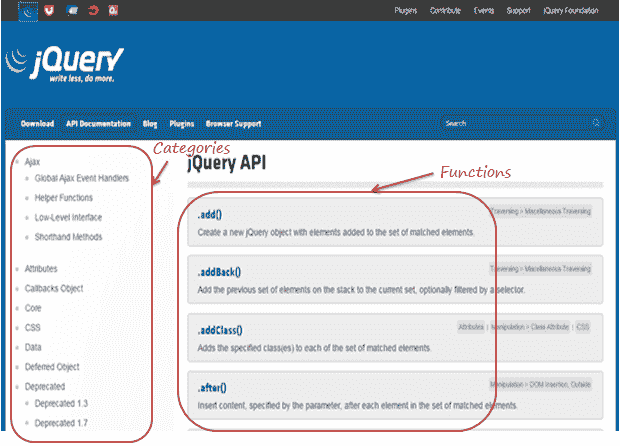 Plugins Contribute Events Support jQuery Foundation
jQuery
write less, do more.
Download API Documentation Blog Plugins Browser Support Search
Categories
Ajax
Global Ajax Event Handlers
Helper Functions
Low-Level Interface
Shorthand Methods
Attributes
Callbacks Object
Core
CSS
Data
Deferred Object
Deprecated
Deprecated 1.3
Deprecated 1.7
jQuery API
Functions
.add() Traversing > Miscellaneous Traversing
Create a new jQuery object with elements added to the set of matched elements.
.addBack() Traversing > Miscellaneous Traversing
Add the previous set of elements on the stack to the current set, optionally filtered by a selector.
.addClass() Attributes | Manipulation > Class Attribute | CSS
Adds the specified class(es) to each of the set of matched elements.
.after() Manipulation > DOM Insertion, Outside
Insert content, specified by the parameter, after each element in the set of matched elements.